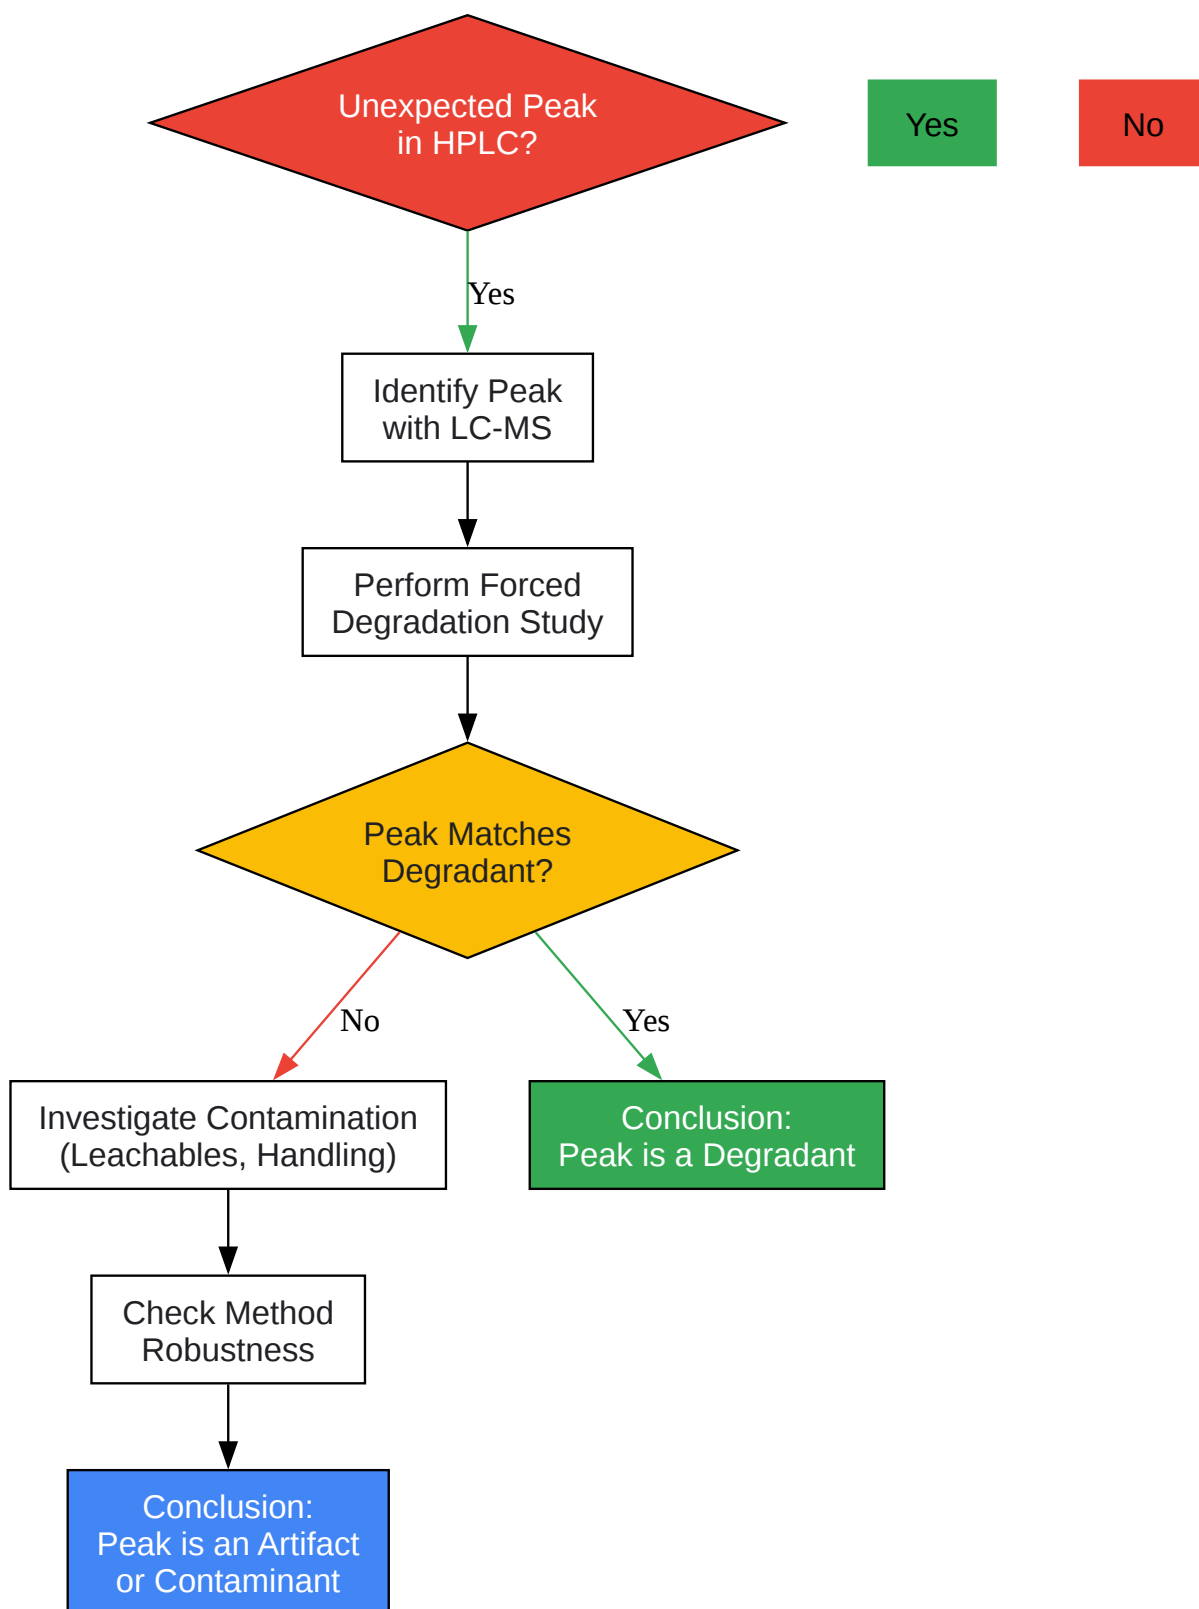 Unexpected Peak
in HPLC?
Yes
No
Yes
Identify Peak
with LC-MS
Perform Forced
Degradation Study
Peak Matches
Degradant?
No
Yes
Investigate Contamination
(Leachables, Handling)
Conclusion:
Peak is a Degradant
Check Method
Robustness
Conclusion:
Peak is an Artifact
or Contaminant